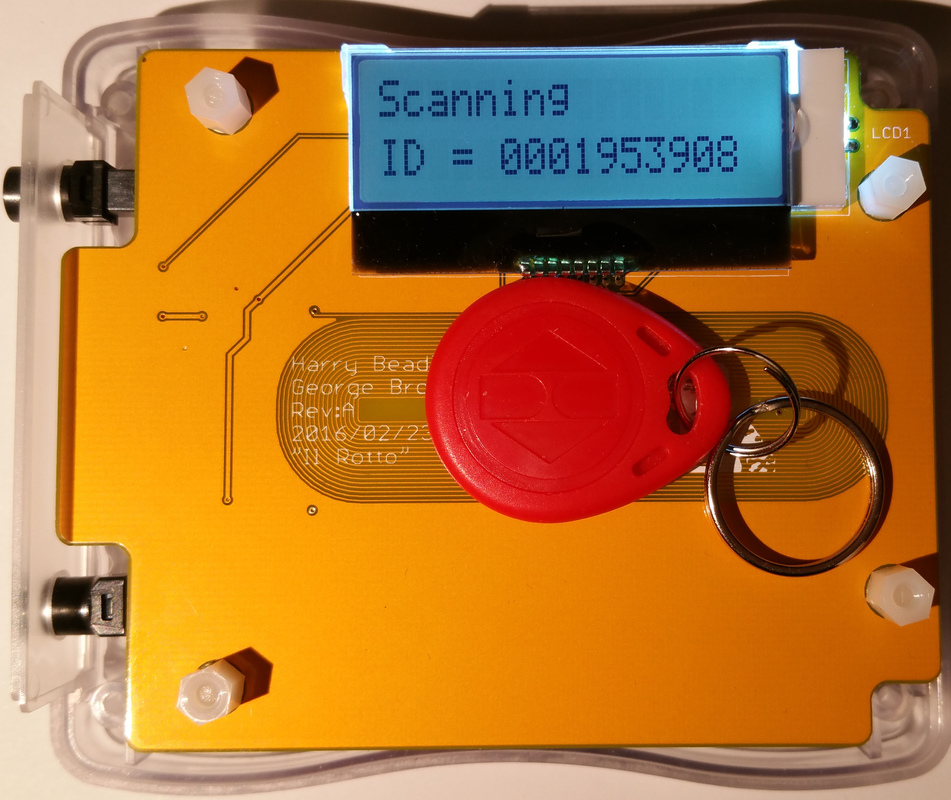 Scanning
ID = 0001953908
LCD1
Harry Bead
George Bro
Rev:A
2016/02/23
"Il Rotto"